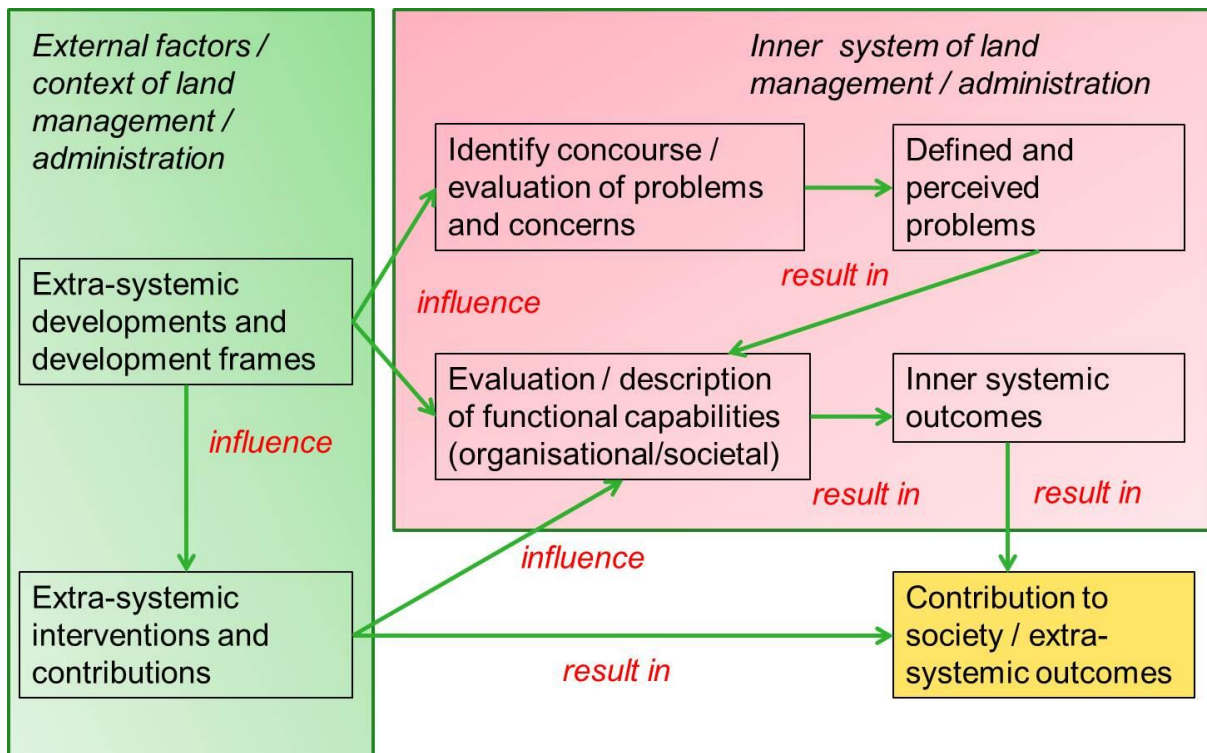 External factors /
context of land
management /
administration
Inner system of land
management / administration
Identify concourse /
evaluation of problems
and concerns
Defined and
perceived
problems
result in
influence
Extra-systemic
developments and
development frames
Evaluation / description
of functional capabilities
(organisational/societal)
Inner systemic
outcomes
influence
result in
result in
influence
Extra-systemic
interventions and
contributions
Contribution to
society / extra-
systemic outcomes
result in